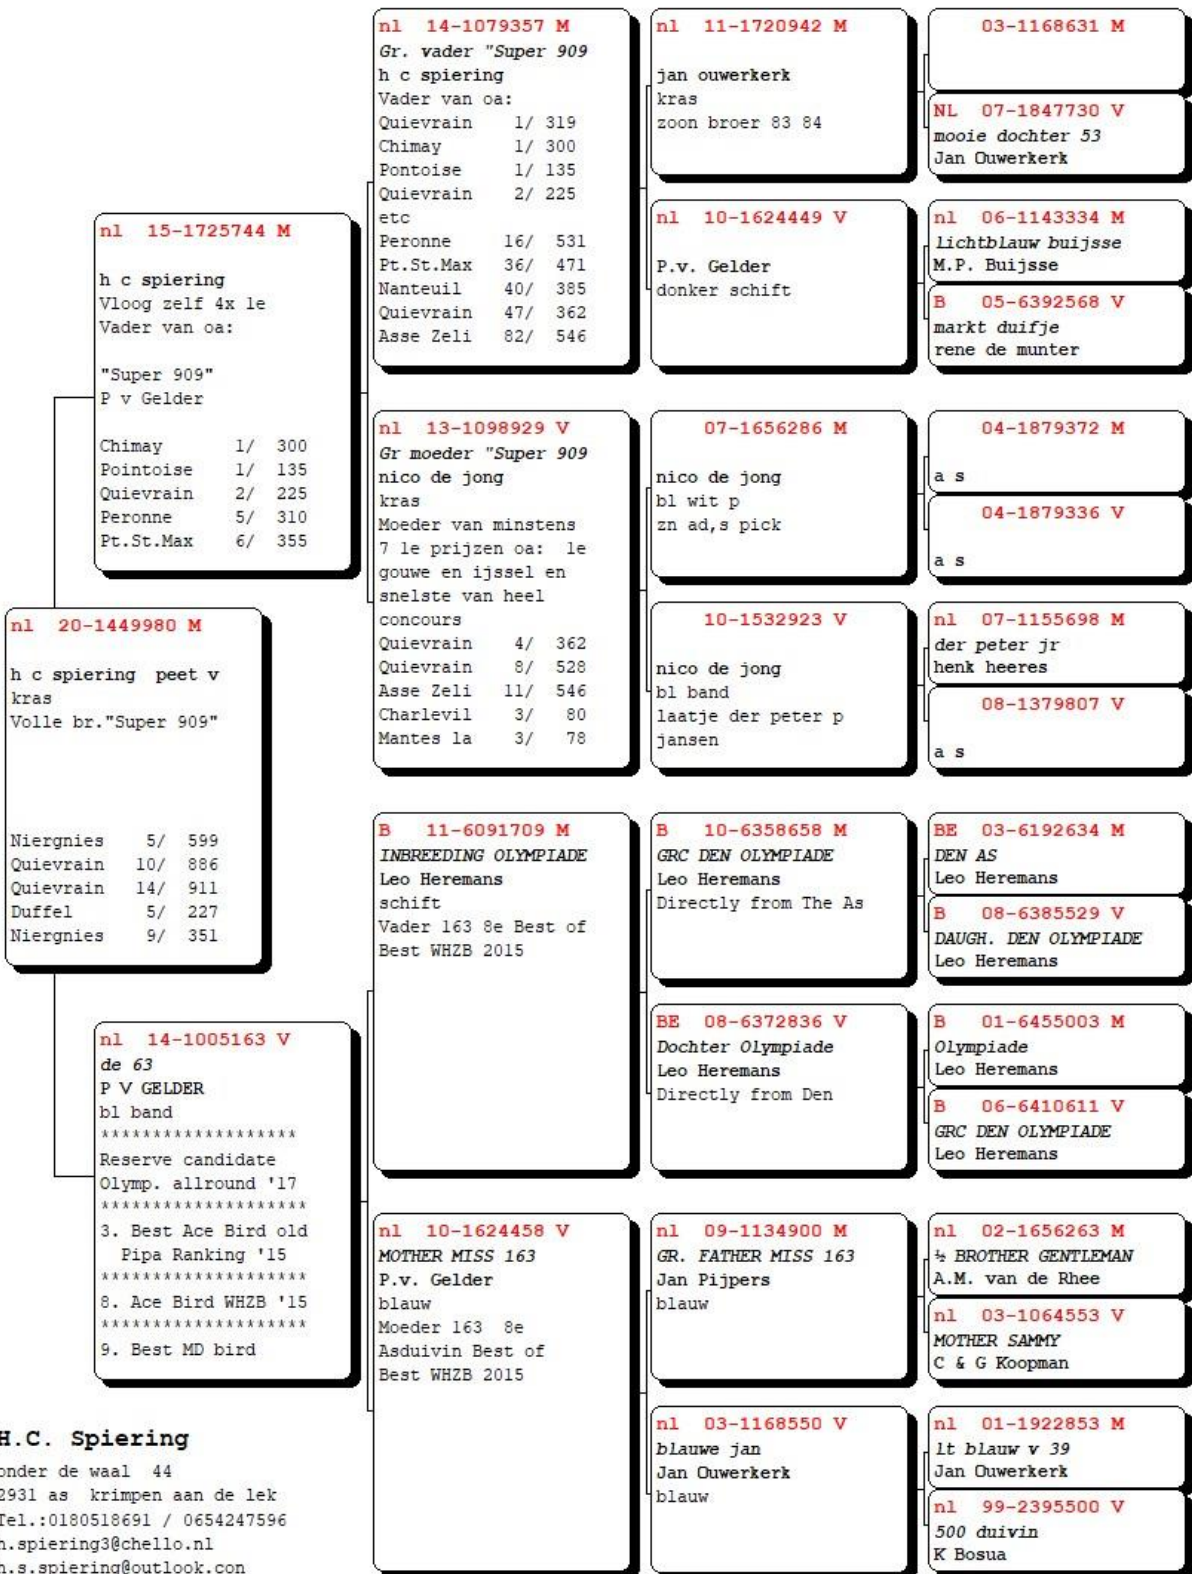 nl 20-1449980 M
h c spiering peet v
kras
Volle br."Super 909"
Niergnies 5/ 599
Quievrain 10/ 886
Quievrain 14/ 911
Duffel 5/ 227
Niergnies 9/ 351
nl 15-1725744 M
h c spiering
Vloog zelf 4x 1e
Vader van oa:
"Super 909"
P v Gelder
Chimay 1/ 300
Pointoise 1/ 135
Quievrain 2/ 225
Peronne 5/ 310
Pt.St.Max 6/ 355
nl 14-1005163 V
de 63
P V GELDER
bl band
*******************
Reserve candidate
Olymp. allround '17
********************
3. Best Ace Bird old
Pipa Ranking '15
********************
8. Ace Bird WHZB '15
********************
9. Best MD bird
nl 14-1079357 M
Gr. vader "Super 909
h c spiering
Vader van oa:
Quievrain 1/ 319
Chimay 1/ 300
Pontoise 1/ 135
Quievrain 2/ 225
etc
Peronne 16/ 531
Pt.St.Max 36/ 471
Nanteuil 40/ 385
Quievrain 47/ 362
Asse Zeli 82/ 546
nl 13-1098929 V
Gr moeder "Super 909
nico de jong
kras
Moeder van minstens
7 1e prijzen oa: 1e
gouwe en ijssel en
snelste van heel
concours
Quievrain 4/ 362
Quievrain 8/ 528
Asse Zeli 11/ 546
Charlevil 3/ 80
Mantes la 3/ 78
B 11-6091709 M
INBREEDING OLYMPIADE
Leo Heremans
schift
Vader 163 8e Best of
Best WHZB 2015
nl 10-1624458 V
MOTHER MISS 163
P.v. Gelder
blauw
Moeder 163 8e
Asduivin Best of
Best WHZB 2015
nl 11-1720942 M
jan ouwerkerk
kras
zoon broer 83 84
nl 10-1624449 V
P.v. Gelder
donker schift
07-1656286 M
nico de jong
bl wit p
zn ad,s pick
10-1532923 V
nico de jong
bl band
laatje der peter p
jansen
B 10-6358658 M
GRC DEN OLYMPIADE
Leo Heremans
Directly from The As
BE 08-6372836 V
Dochter Olympiade
Leo Heremans
Directly from Den
nl 09-1134900 M
GR. FATHER MISS 163
Jan Pijpers
blauw
nl 03-1168550 V
blauwe jan
Jan Ouwerkerk
blauw
03-1168631 M
NL 07-1847730 V
mooie dochter 53
Jan Ouwerkerk
nl 06-1143334 M
lichtblauw buijsse
M.P. Buijsse
B 05-6392568 V
markt duifje
rene de munter
04-1879372 M
a s
04-1879336 V
a s
nl 07-1155698 M
der peter jr
henk heeres
08-1379807 V
a s
BE 03-6192634 M
DEN AS
Leo Heremans
B 08-6385529 V
DAUGH. DEN OLYMPIADE
Leo Heremans
B 01-6455003 M
Olympiade
Leo Heremans
B 06-6410611 V
GRC DEN OLYMPIADE
Leo Heremans
nl 02-1656263 M
½ BROTHER GENTLEMAN
A.M. van de Rhee
nl 03-1064553 V
MOTHER SAMMY
C & G Koopman
nl 01-1922853 M
lt blauw v 39
Jan Ouwerkerk
nl 99-2395500 V
500 duivin
K Bosua
H.C. Spiering
onder de waal 44
2931 as krimpen aan de lek
Tel.:0180518691 / 0654247596
h.spiering3@chello.nl
h.s.spiering@outlook.con